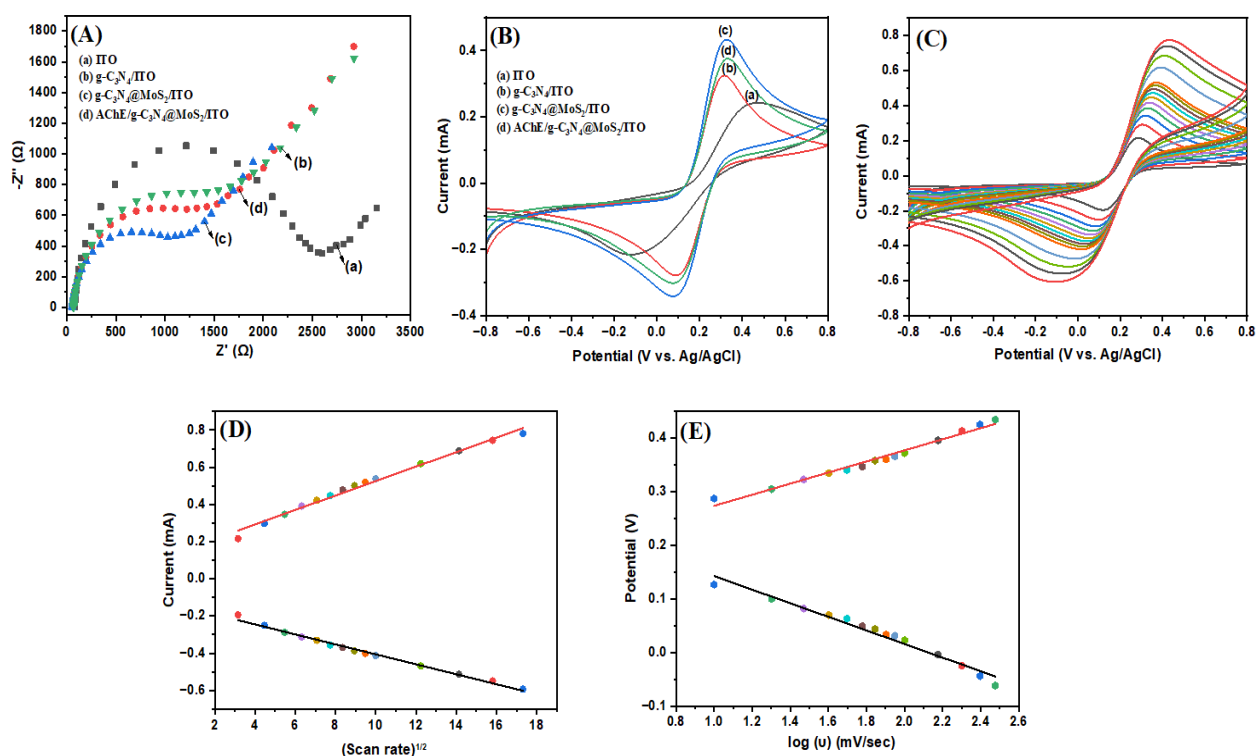 (A)
(a) ITO
(b) g-C₃N₄/ITO
(c) g-C₃N₄@MoS₂/ITO
(d) AChE/g-C₃N₄@MoS₂/ITO
1800
1600
1400
1200
1000
800
600
400
200
0
-Z'' (Ω)
(b)
(d)
(c)
(a)
0 500 1000 1500 2000 2500 3000 3500
Z' (Ω)
(B)
(a) ITO
(b) g-C₃N₄/ITO
(c) g-C₃N₄@MoS₂/ITO
(d) AChE/g-C₃N₄@MoS₂/ITO
(c)
(d)
(b)
(a)
0.4
0.2
0.0
−0.2
−0.4
Current (mA)
−0.8 −0.6 −0.4 −0.2 0.0 0.2 0.4 0.6 0.8
Potential (V vs. Ag/AgCl)
(C)
0.8
0.6
0.4
0.2
0.0
-0.2
-0.4
-0.6
-0.8
Current (mA)
−0.8 −0.6 −0.4 −0.2 0.0 0.2 0.4 0.6 0.8
Potential (V vs. Ag/AgCl)
(D)
0.8
0.6
0.4
0.2
0.0
−0.2
−0.4
−0.6
Current (mA)
2 4 6 8 10 12 14 16 18
(Scan rate)¹/²
(E)
0.4
0.3
0.2
0.1
0.0
−0.1
Potential (V)
0.8 1.0 1.2 1.4 1.6 1.8 2.0 2.2 2.4 2.6
log (υ) (mV/sec)